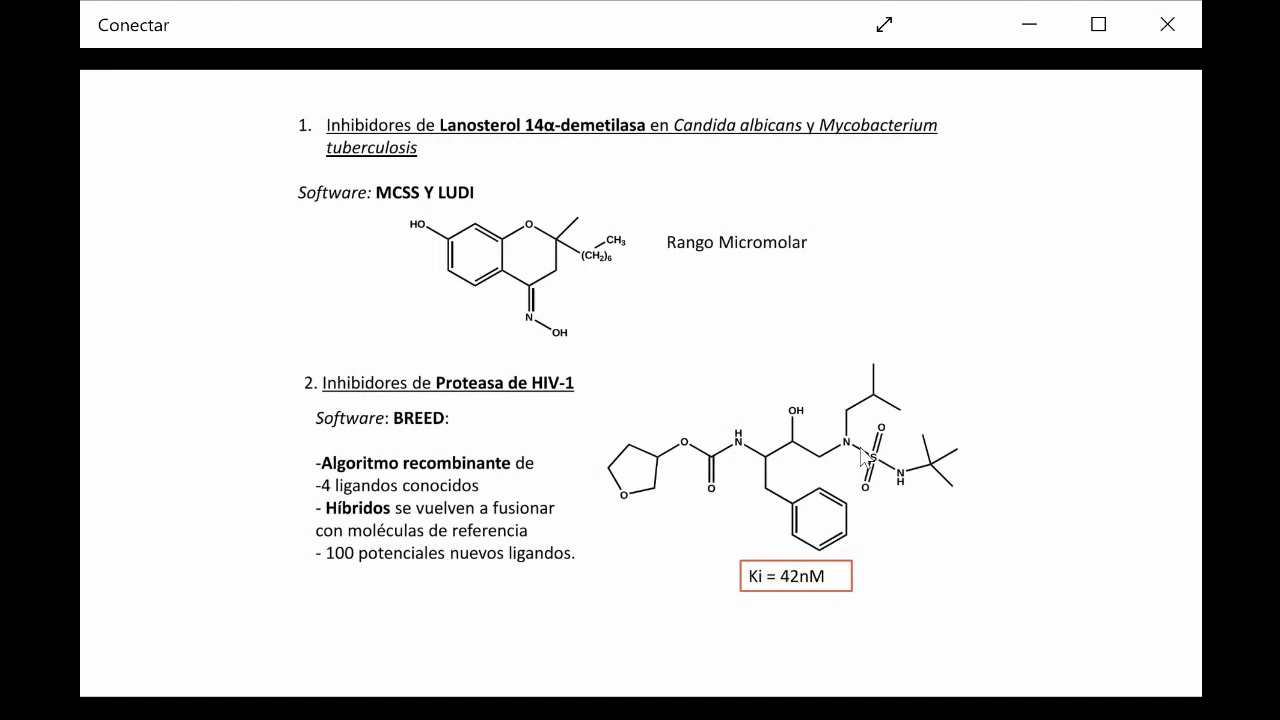 Conectar
1. Inhibidores de Lanosterol 14α-demetilasa en Candida albicans y Mycobacterium
tuberculosis
Software: MCSS Y LUDI
HO
O
CH₃
(CH₂)₆
N
OH
Rango Micromolar
2. Inhibidores de Proteasa de HIV-1
Software: BREED:
-Algoritmo recombinante de
-4 ligandos conocidos
- Híbridos se vuelven a fusionar
con moléculas de referencia
- 100 potenciales nuevos ligandos.
OH
O
H
N
N
O
S
O
O
O
N
H
Ki = 42nM